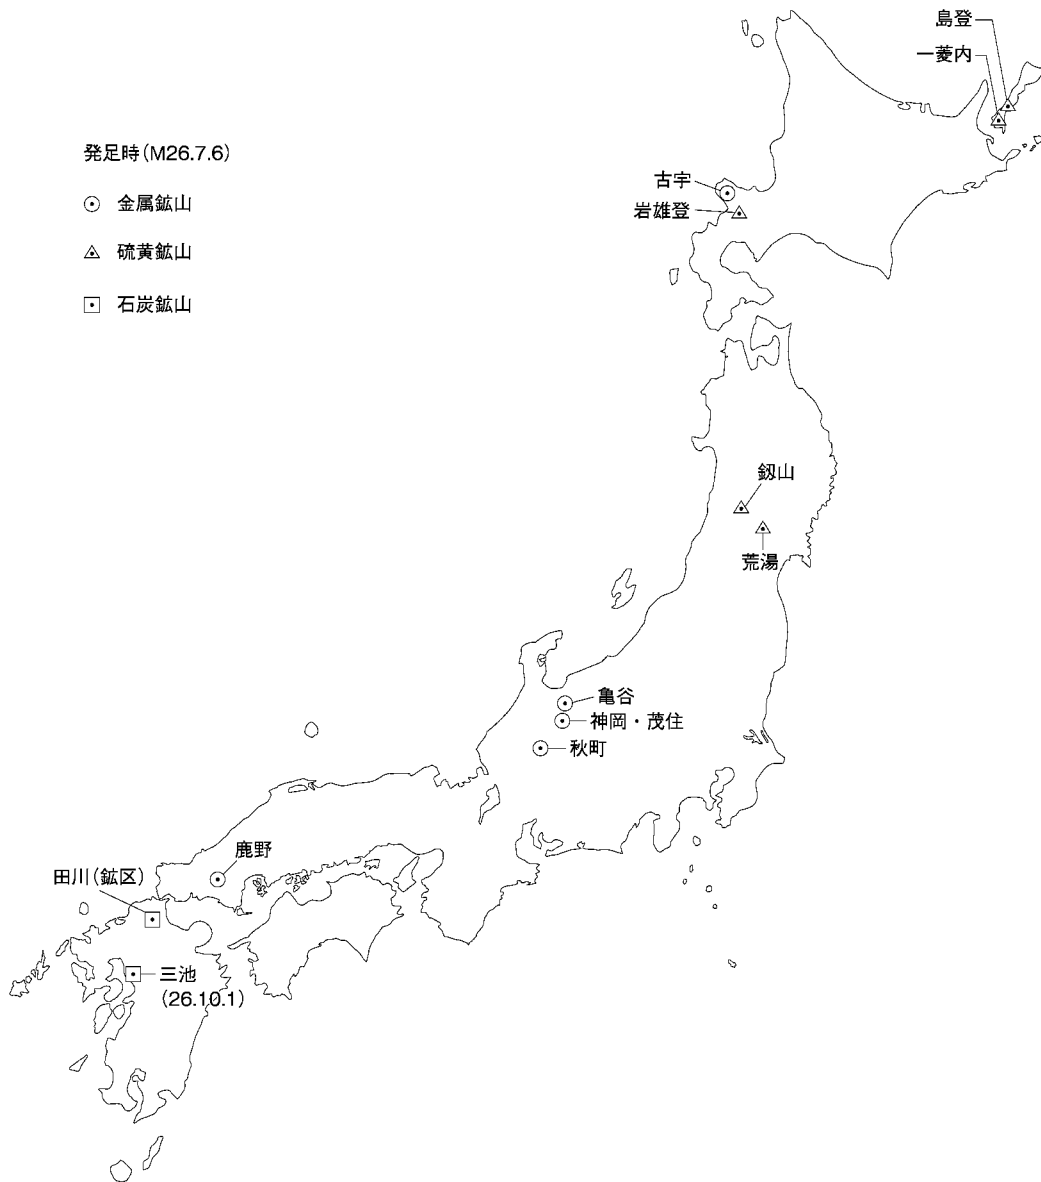 島登
一菱内
発足時(M26.7.6)
金属鉱山
硫黄鉱山
石炭鉱山
古宇
岩雄登
釼山
荒湯
亀谷
神岡・茂住
秋町
鹿野
田川(鉱区)
三池
(26.10.1)